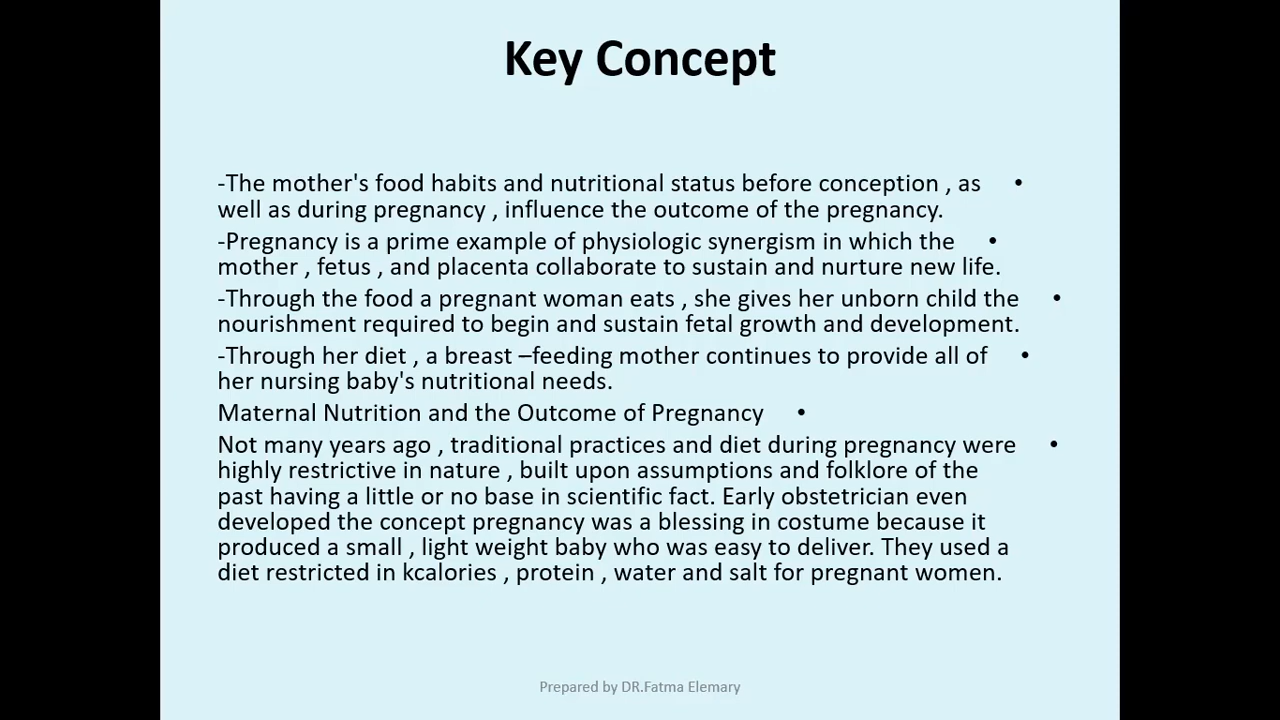 Key Concept
-The mother's food habits and nutritional status before conception , as •
well as during pregnancy , influence the outcome of the pregnancy.
-Pregnancy is a prime example of physiologic synergism in which the •
mother , fetus , and placenta collaborate to sustain and nurture new life.
-Through the food a pregnant woman eats , she gives her unborn child the •
nourishment required to begin and sustain fetal growth and development.
-Through her diet , a breast –feeding mother continues to provide all of •
her nursing baby's nutritional needs.
Maternal Nutrition and the Outcome of Pregnancy •
Not many years ago , traditional practices and diet during pregnancy were •
highly restrictive in nature , built upon assumptions and folklore of the
past having a little or no base in scientific fact. Early obstetrician even
developed the concept pregnancy was a blessing in costume because it
produced a small , light weight baby who was easy to deliver. They used a
diet restricted in kcalories , protein , water and salt for pregnant women.
Prepared by DR.Fatma Elemary